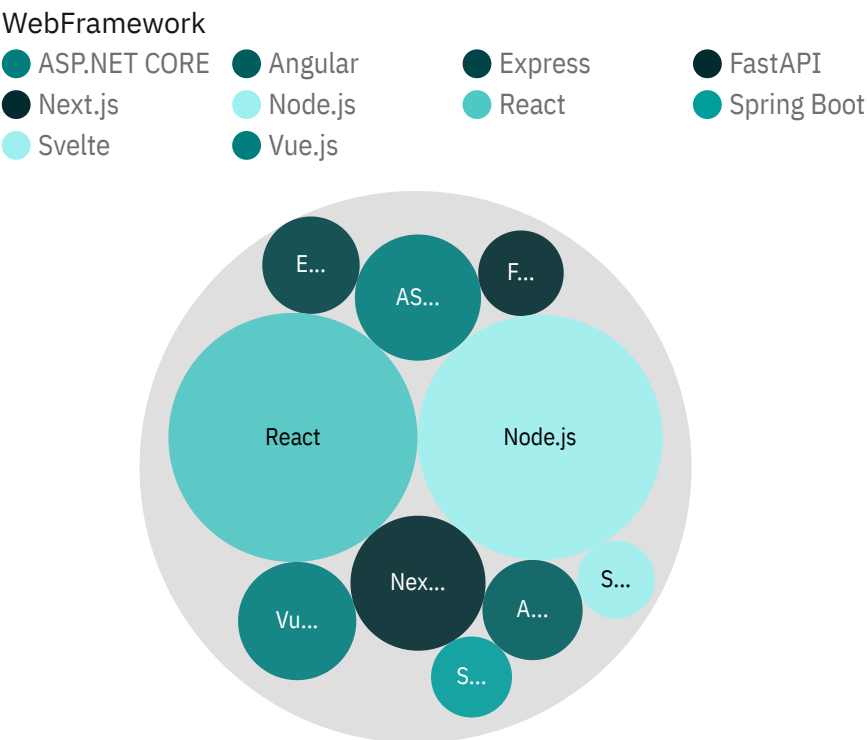 WebFramework
ASP.NET CORE Angular Express FastAPI
Next.js Node.js React Spring Boot
Svelte Vue.js
E...
F...
AS...
React
Node.js
Nex...
S...
A...
Vu...
S...